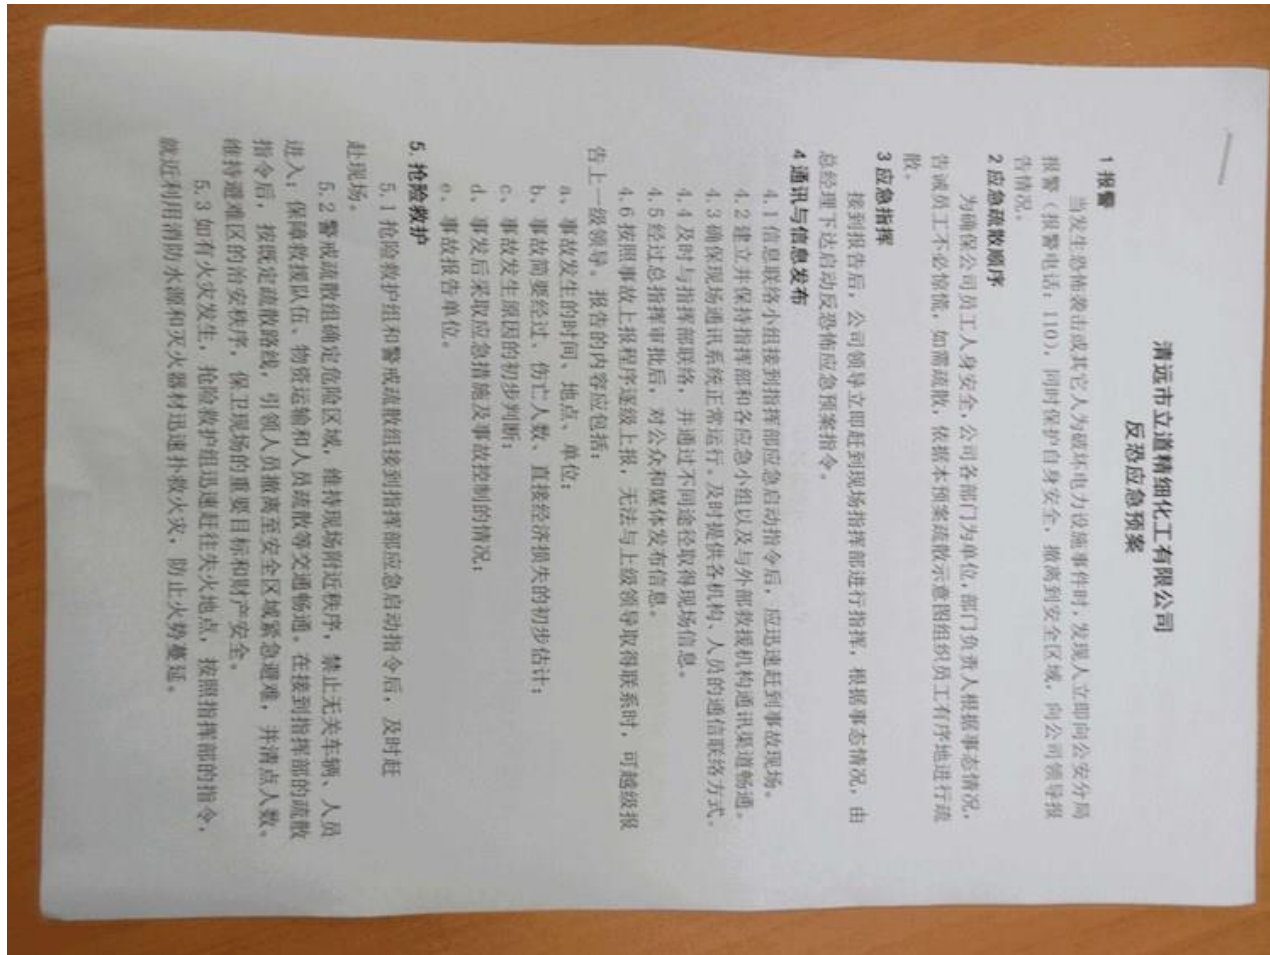 清远市立道精细化工有限公司
反恐应急预案
1 报警
当发生恐怖袭击或其它人为破坏电力设施事件时，发现人立即向公安分局
报警（报警电话：110），同时保护自身安全，撤离到安全区域，向公司领导报
告情况。
2 应急疏散顺序
为确保公司员工人身安全，公司各部门为单位，部门负责人根据事态情况，
告诫员工不必惊慌，如需疏散，依据本预案疏散示意图组织员工有序地进行疏
散。
3 应急指挥
接到报告后，公司领导立即赶到现场指挥部进行指挥，根据事态情况，由
总经理下达启动反恐怖应急预案指令。
4 通讯与信息发布
4.1 信息联络小组接到指挥部应急启动指令后，应迅速赶到事故现场。
4.2 建立并保持指挥部和各应急小组以及与外部救援机构通讯渠道畅通。
4.3 确保现场通讯系统正常运行。及时提供各机构、人员的通信联络方式。
4.4 及时与指挥部联络，并通过不同途径取得现场信息。
4.5 经过总指挥审批后，对公众和媒体发布信息。
4.6 按照事故上报程序逐级上报，无法与上级领导取得联系时，可越级报
告上一级领导。报告的内容应包括：
a、事故发生的时间、地点、单位；
b、事故简要经过、伤亡人数、直接经济损失的初步估计；
c、事故发生原因的初步判断；
d、事发后采取应急措施及事故控制的情况；
e、事故报告单位。
5. 抢险救护
5.1 抢险救护组和警戒疏散组接到指挥部应急启动指令后，及时赶
赴现场。
5.2 警戒疏散组确定危险区域，维持现场附近秩序，禁止无关车辆、人员
进入；保障救援队伍、物资运输和人员疏散等交通畅通。在接到指挥部的疏散
指令后，按既定疏散路线，引领人员撤离至安全区域紧急避难，并清点人数。
维持避难区的治安秩序，保卫现场的重要目标和财产安全。
5.3 如有火灾发生，抢险救护组迅速赶往失火地点，按照指挥部的指令，
就近利用消防水源和灭火器材迅速扑救火灾，防止火势蔓延。